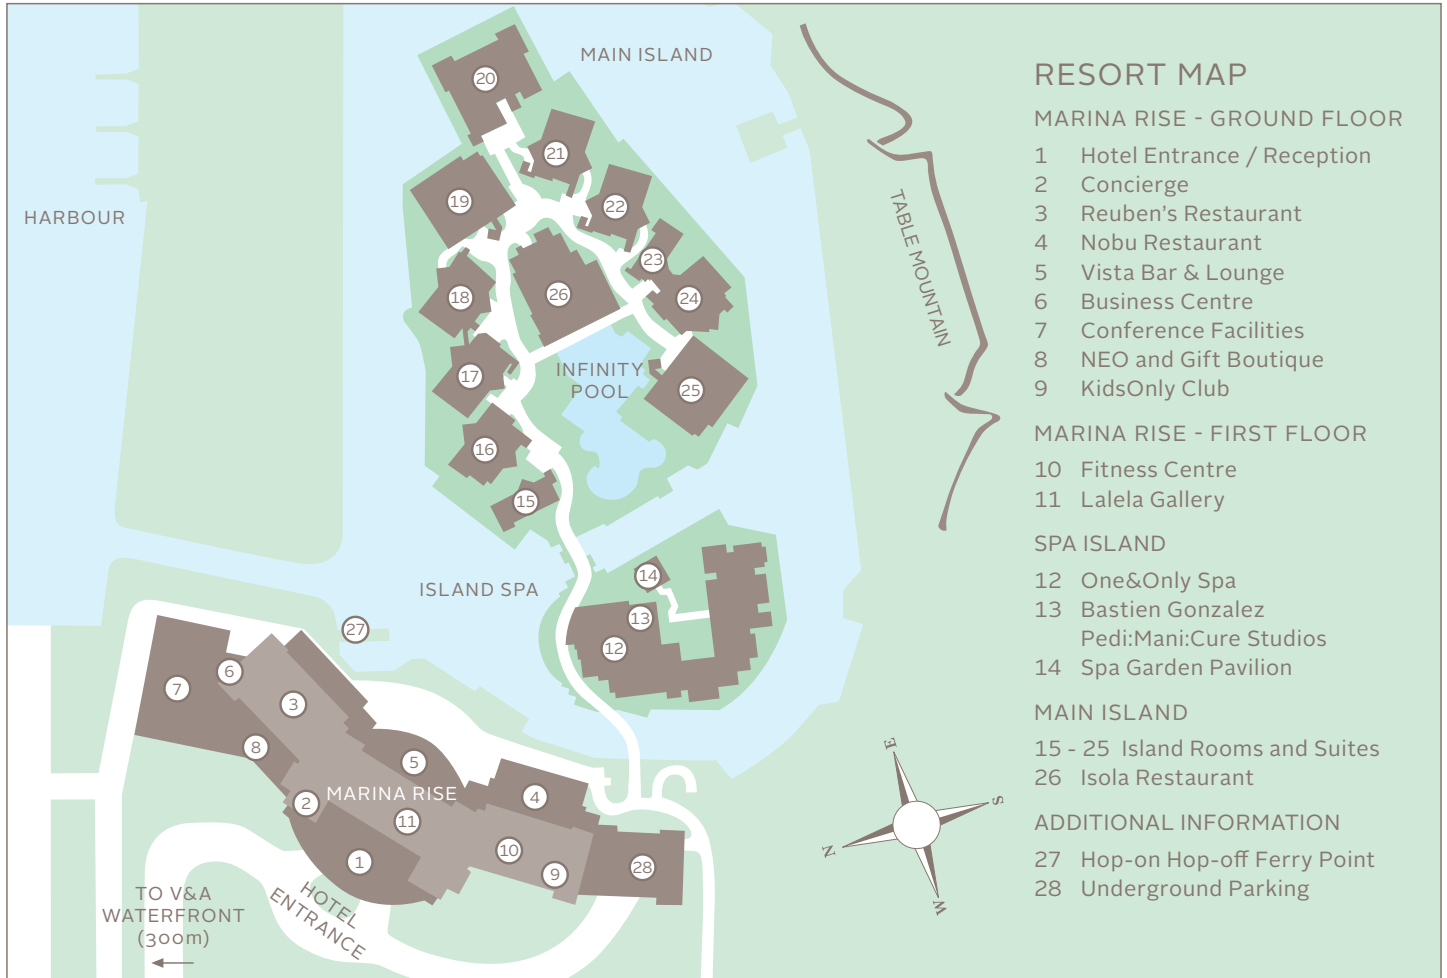 MAIN ISLAND
HARBOUR
TABLE MOUNTAIN
20
21
19
22
23
18
26
24
INFINITY
POOL
17
25
16
15
ISLAND SPA
14
13
12
27
6
7
3
8
5
MARINA RISE
2
4
11
10
1
9
28
HOTEL
ENTRANCE
TO V&A
WATERFRONT
(300m)
E
S
N
W
RESORT MAP
MARINA RISE - GROUND FLOOR
1 Hotel Entrance / Reception
2 Concierge
3 Reuben's Restaurant
4 Nobu Restaurant
5 Vista Bar & Lounge
6 Business Centre
7 Conference Facilities
8 NEO and Gift Boutique
9 KidsOnly Club
MARINA RISE - FIRST FLOOR
10 Fitness Centre
11 Lalela Gallery
SPA ISLAND
12 One&Only Spa
13 Bastien Gonzalez
Pedi:Mani:Cure Studios
14 Spa Garden Pavilion
MAIN ISLAND
15 - 25 Island Rooms and Suites
26 Isola Restaurant
ADDITIONAL INFORMATION
27 Hop-on Hop-off Ferry Point
28 Underground Parking